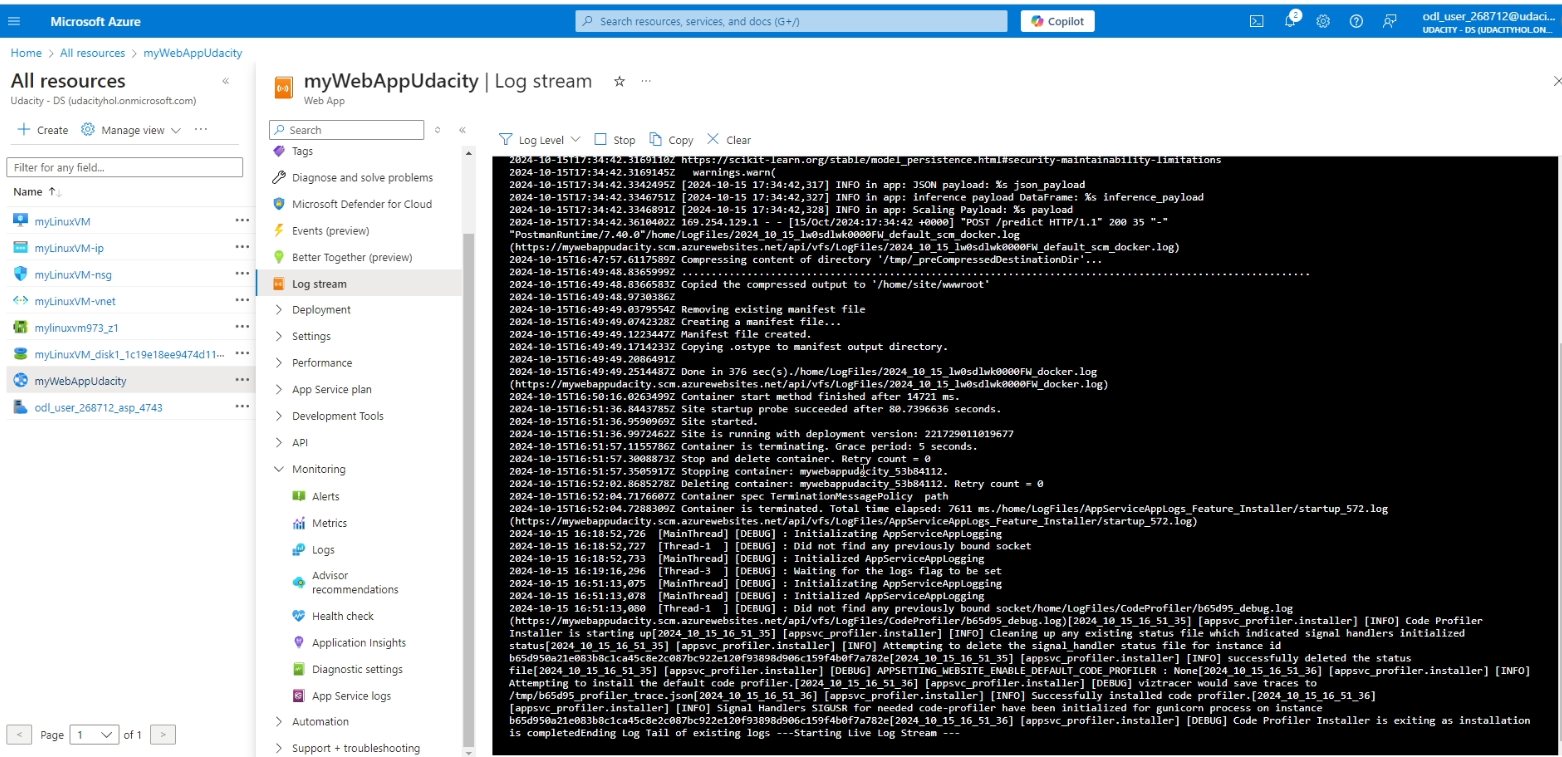 Microsoft Azure
Search resources, services, and docs (G+/)
Copilot
2
odl_user_268712@udaci...
UDACITY - DS (UDACITYHOL.ON...
Home > All resources > myWebAppUdacity
All resources
Udacity - DS (udacityhol.onmicrosoft.com)
Create
Manage view
Filter for any field...
Name
myLinuxVM
myLinuxVM-ip
myLinuxVM-nsg
myLinuxVM-vnet
mylinuxvm973_z1
myLinuxVM_disk1_1c19e18ee9474d11...
myWebAppUdacity
odl_user_268712_asp_4743
Page 1 of 1
myWebAppUdacity | Log stream
Web App
Search
Tags
Diagnose and solve problems
Microsoft Defender for Cloud
Events (preview)
Better Together (preview)
Log stream
Deployment
Settings
Performance
App Service plan
Development Tools
API
Monitoring
Alerts
Metrics
Logs
Advisor
recommendations
Health check
Application Insights
Diagnostic settings
App Service logs
Automation
Support + troubleshooting
Log Level
Stop
Copy
Clear
2024-10-15T17:34:42.3169110Z https://scikit-learn.org/stable/model_persistence.html#security-maintainability-limitations
2024-10-15T17:34:42.3169145Z   warnings.warn(
2024-10-15T17:34:42.3342495Z [2024-10-15 17:34:42,317] INFO in app: JSON payload: %s json_payload
2024-10-15T17:34:42.3346751Z [2024-10-15 17:34:42,327] INFO in app: inference payload DataFrame: %s inference_payload
2024-10-15T17:34:42.3346891Z [2024-10-15 17:34:42,328] INFO in app: Scaling Payload: %s payload
2024-10-15T17:34:42.3610402Z 169.254.129.1 - - [15/Oct/2024:17:34:42 +0000] "POST /predict HTTP/1.1" 200 35 "-"
"PostmanRuntime/7.40.0"/home/LogFiles/2024_10_15_lw0sdlwk0000FW_default_scm_docker.log
(https://mywebappudacity.scm.azurewebsites.net/api/vfs/LogFiles/2024_10_15_lw0sdlwk0000FW_default_scm_docker.log)
2024-10-15T16:47:57.6117589Z Compressing content of directory '/tmp/_preCompressedDestinationDir'...
2024-10-15T16:49:48.8365999Z ...............................................................................................
2024-10-15T16:49:48.8366583Z Copied the compressed output to '/home/site/wwwroot'
2024-10-15T16:49:48.9730386Z
2024-10-15T16:49:49.0379554Z Removing existing manifest file
2024-10-15T16:49:49.0742328Z Creating a manifest file...
2024-10-15T16:49:49.1223447Z Manifest file created.
2024-10-15T16:49:49.1714233Z Copying .ostype to manifest output directory.
2024-10-15T16:49:49.2086491Z
2024-10-15T16:49:49.2514487Z Done in 376 sec(s)./home/LogFiles/2024_10_15_lw0sdlwk0000FW_docker.log
(https://mywebappudacity.scm.azurewebsites.net/api/vfs/LogFiles/2024_10_15_lw0sdlwk0000FW_docker.log)
2024-10-15T16:50:16.0263499Z Container start method finished after 14721 ms.
2024-10-15T16:51:36.8443785Z Site startup probe succeeded after 80.7396636 seconds.
2024-10-15T16:51:36.9590969Z Site started.
2024-10-15T16:51:36.9972462Z Site is running with deployment version: 221729011019677
2024-10-15T16:51:57.1155786Z Container is terminating. Grace period: 5 seconds.
2024-10-15T16:51:57.3008873Z Stop and delete container. Retry count = 0
2024-10-15T16:51:57.3505917Z Stopping container: mywebappudacity_53b84112.
2024-10-15T16:52:02.8685278Z Deleting container: mywebappudacity_53b84112. Retry count = 0
2024-10-15T16:52:04.7176607Z Container spec TerminationMessagePolicy  path
2024-10-15T16:52:04.7288309Z Container is terminated. Total time elapsed: 7611 ms./home/LogFiles/AppServiceAppLogs_Feature_Installer/startup_572.log
(https://mywebappudacity.scm.azurewebsites.net/api/vfs/LogFiles/AppServiceAppLogs_Feature_Installer/startup_572.log)
2024-10-15 16:18:52,726  [MainThread] [DEBUG] : Initializating AppServiceAppLogging
2024-10-15 16:18:52,727  [Thread-1  ] [DEBUG] : Did not find any previously bound socket
2024-10-15 16:18:52,733  [MainThread] [DEBUG] : Initialized AppServiceAppLogging
2024-10-15 16:19:16,296  [Thread-3  ] [DEBUG] : Waiting for the logs flag to be set
2024-10-15 16:51:13,075  [MainThread] [DEBUG] : Initializating AppServiceAppLogging
2024-10-15 16:51:13,078  [MainThread] [DEBUG] : Initialized AppServiceAppLogging
2024-10-15 16:51:13,080  [Thread-1  ] [DEBUG] : Did not find any previously bound socket/home/LogFiles/CodeProfiler/b65d95_debug.log
(https://mywebappudacity.scm.azurewebsites.net/api/vfs/LogFiles/CodeProfiler/b65d95_debug.log)[2024_10_15_16_51_35] [appsvc_profiler.installer] [INFO] Code Profiler
Installer is starting up[2024_10_15_16_51_35] [appsvc_profiler.installer] [INFO] Cleaning up any existing status file which indicated signal handlers initialized
status[2024_10_15_16_51_35] [appsvc_profiler.installer] [INFO] Attempting to delete the signal_handler status file for instance id
b65d950a21e083b8c1ca45c8e2c087bc922e120f93898d906c159f4b0f7a782e[2024_10_15_16_51_35] [appsvc_profiler.installer] [INFO] successfully deleted the status
file[2024_10_15_16_51_35] [appsvc_profiler.installer] [DEBUG] APPSETTING_WEBSITE_ENABLE_DEFAULT_CODE_PROFILER : None[2024_10_15_16_51_36] [appsvc_profiler.installer] [INFO]
Attempting to install the default code profiler.[2024_10_15_16_51_36] [appsvc_profiler.installer] [DEBUG] viztracer would save traces to
/tmp/b65d95_profiler_trace.json[2024_10_15_16_51_36] [appsvc_profiler.installer] [INFO] Successfully installed code profiler.[2024_10_15_16_51_36]
[appsvc_profiler.installer] [INFO] Signal Handlers SIGUSR for needed code-profiler have been initialized for gunicorn process on instance
b65d950a21e083b8c1ca45c8e2c087bc922e120f93898d906c159f4b0f7a782e[2024_10_15_16_51_36] [appsvc_profiler.installer] [DEBUG] Code Profiler Installer is exiting as installation
is completedEnding Log Tail of existing logs ---Starting Live Log Stream ---